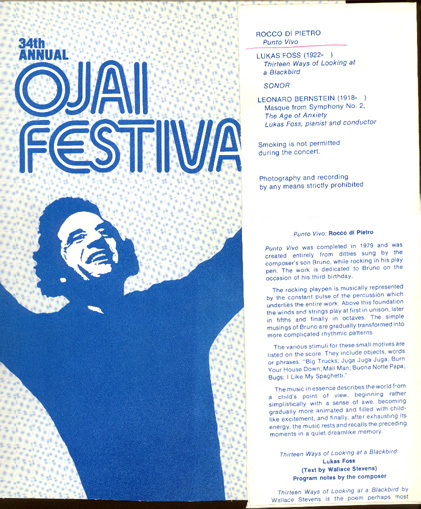 34th
ANNUAL
OJAI
FESTIVA
ROCCO DI PIETRO
Punto Vivo
LUKAS FOSS (1922-   )
Thirteen Ways of Looking at
a Blackbird
SONOR
LEONARD BERNSTEIN (1918-   )
Masque from Symphony No. 2,
The Age of Anxiety
Lukas Foss, pianist and conductor
Smoking is not permitted
during the concert.
Photography and recording
by any means strictly prohibited
Punto Vivo: Rocco di Pietro
Punto Vivo was completed in 1979 and was
created entirely from ditties sung by the
composer's son Bruno, while rocking in his play
pen. The work is dedicated to Bruno on the
occasion of his third birthday.
The rocking playpen is musically represented
by the constant pulse of the percussion which
underlies the entire work. Above this foundation
the winds and strings play at first in unison, later
in fifths and finally in octaves. The simple
musings of Bruno are gradually transformed into
more complicated rhythmic patterns.
The various stimuli for these small motives are
listed on the score. They include objects, words
or phrases: "Big Trucks; Juga Juga Juga; Burn
Your House Down; Mail Man; Buona Notte Papa;
Bugs; I Like My Spaghetti."
The music in essence describes the world from
a child's point of view, beginning rather
simplistically with a sense of awe, becoming
gradually more animated and filled with child-
like excitement, and finally, after exhausting its
energy, the music rests and recalls the preceding
moments in a quiet dreamlike memory.
Thirteen Ways of Looking at a Blackbird
Lukas Foss
(Text by Wallace Stevens)
Program notes by the composer
Thirteen Ways of Looking at a Blackbird by
Wallace Stevens is the poem perhaps most